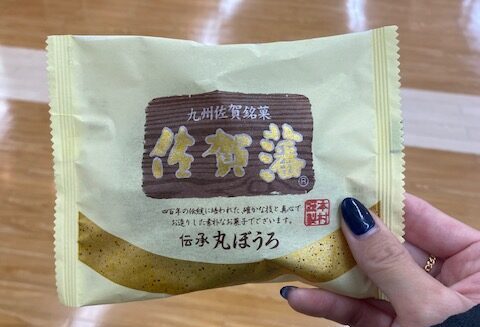 九州佐賀銘菓
佐賀藩®
四百年の伝統に培われた、確かな技と真心で
お造りした素朴なお菓子でございます。
伝承 丸ぼうろ